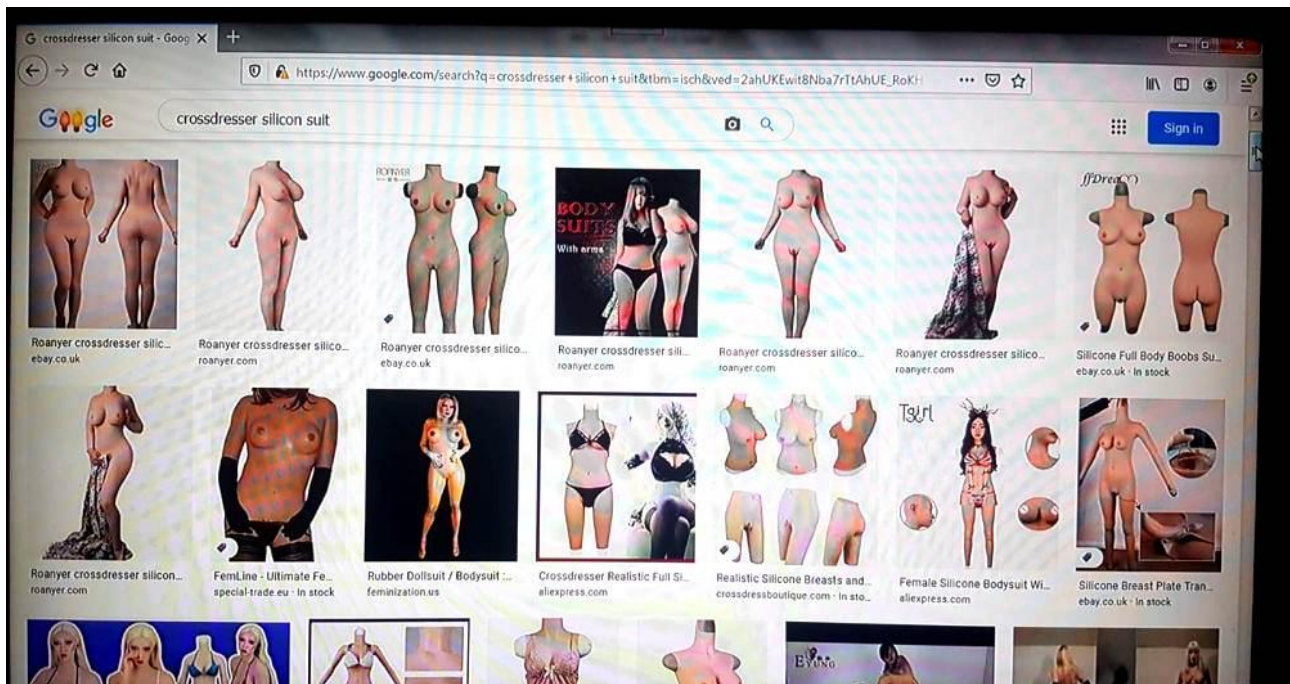 G crossdresser silicon suit - Goog
https://www.google.com/search?q=crossdresser+silicon+suit&tbm=isch&ved=2ahUKEwit8Nba7rTtAhUE_RoKH
Google
crossdresser silicon suit
Sign in
ROANYER
BODY
SUITS
With arms
Roanyer crossdresser silic...
ebay.co.uk
Roanyer crossdresser silico...
roanyer.com
Roanyer crossdresser silico...
ebay.co.uk
Roanyer crossdresser sili...
roanyer.com
Roanyer crossdresser silico...
roanyer.com
Roanyer crossdresser silico...
roanyer.com
Silicone Full Body Boobs Su...
ebay.co.uk · In stock
Tgirl
Roanyer crossdresser silicon...
roanyer.com
FemLine - Ultimate Fe...
special-trade.eu · In stock
Rubber Dollsuit / Bodysuit :...
feminization.us
Crossdresser Realistic Full Si...
aliexpress.com
Realistic Silicone Breasts and...
crossdressboutique.com · In sto...
Female Silicone Bodysuit Wi...
aliexpress.com
Silicone Breast Plate Tran...
ebay.co.uk · In stock
EYUNG